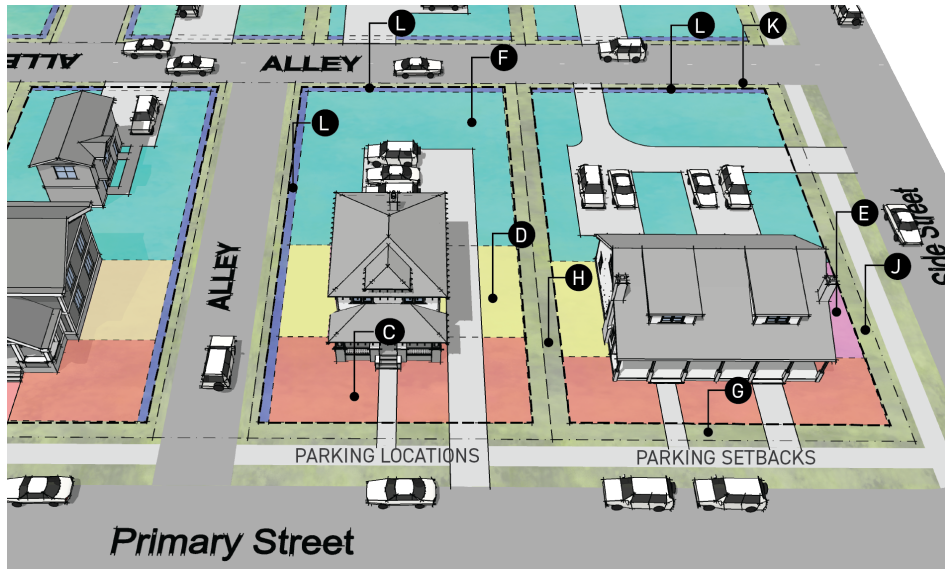 L
L
K
ALLEY
ALLEY
F
L
E
Side Street
D
J
H
ALLEY
C
G
PARKING LOCATIONS
PARKING SETBACKS
Primary Street